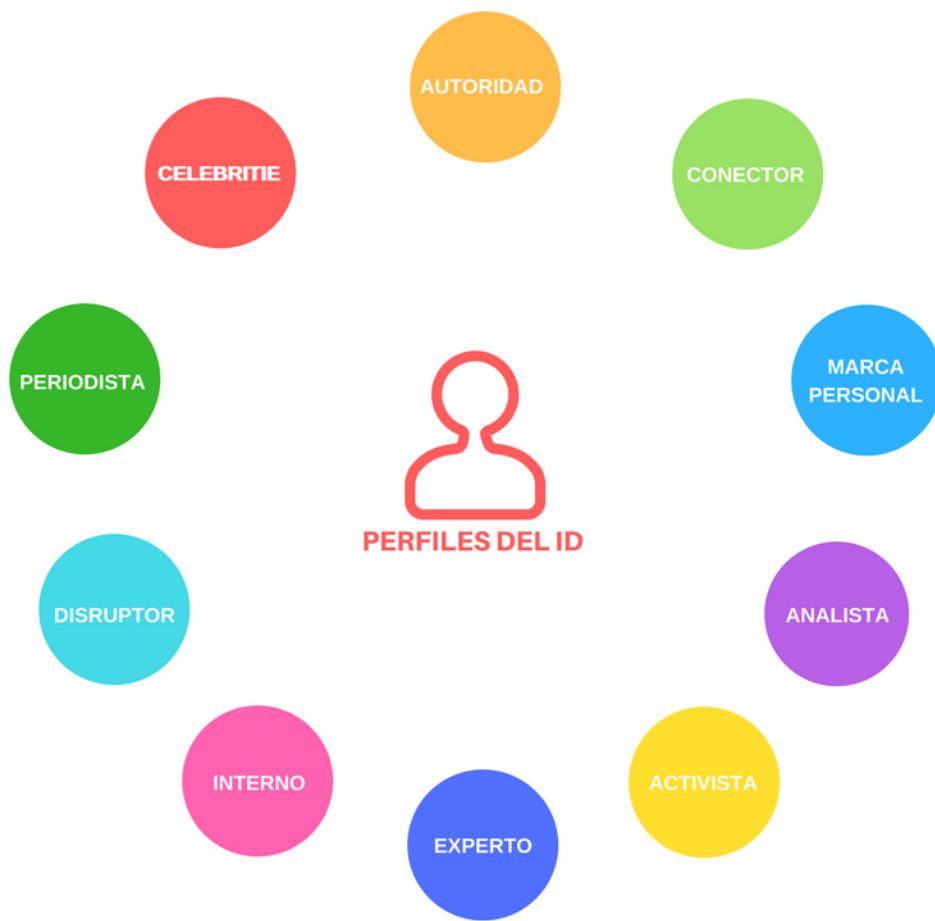 AUTORIDAD
CONECTOR
MARCA
PERSONAL
ANALISTA
ACTIVISTA
EXPERTO
INTERNO
DISRUPTOR
PERIODISTA
CELEBRITIE
PERFILES DEL ID